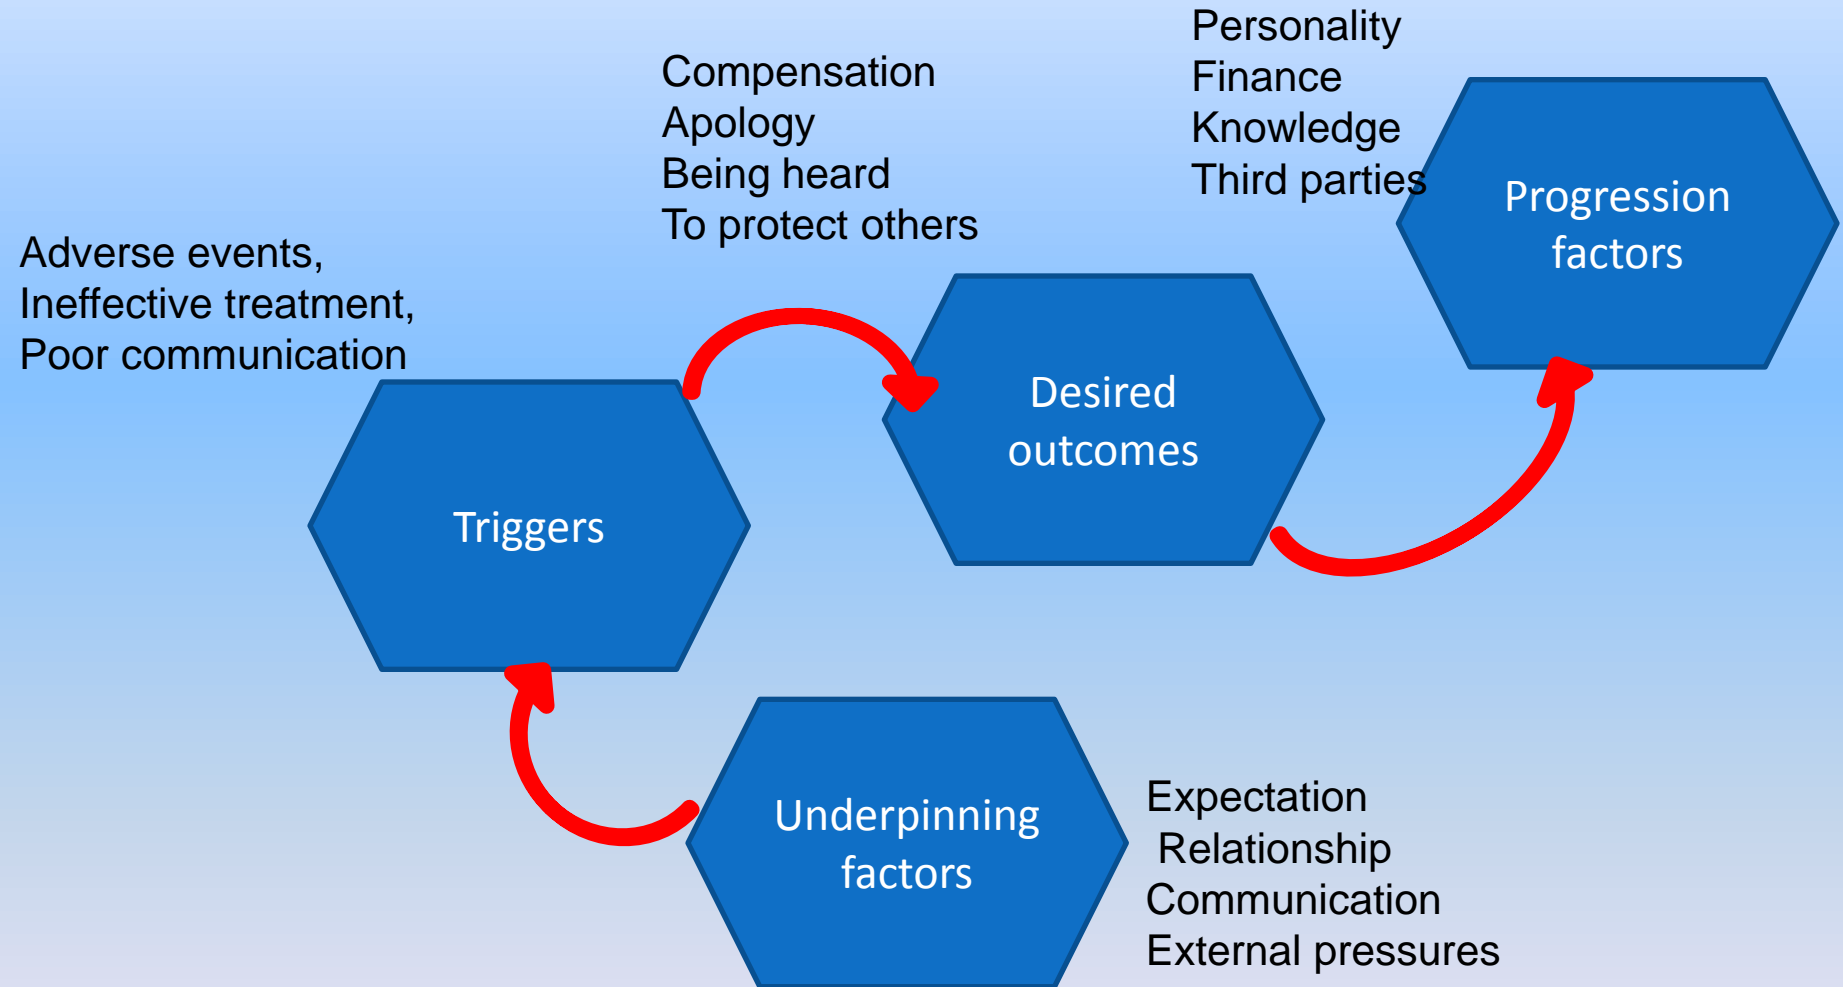 Personality
Finance
Knowledge
Third parties
Progression
factors
Compensation
Apology
Being heard
To protect others
Desired
outcomes
Adverse events,
Ineffective treatment,
Poor communication
Triggers
Underpinning
factors
Expectation
Relationship
Communication
External pressures